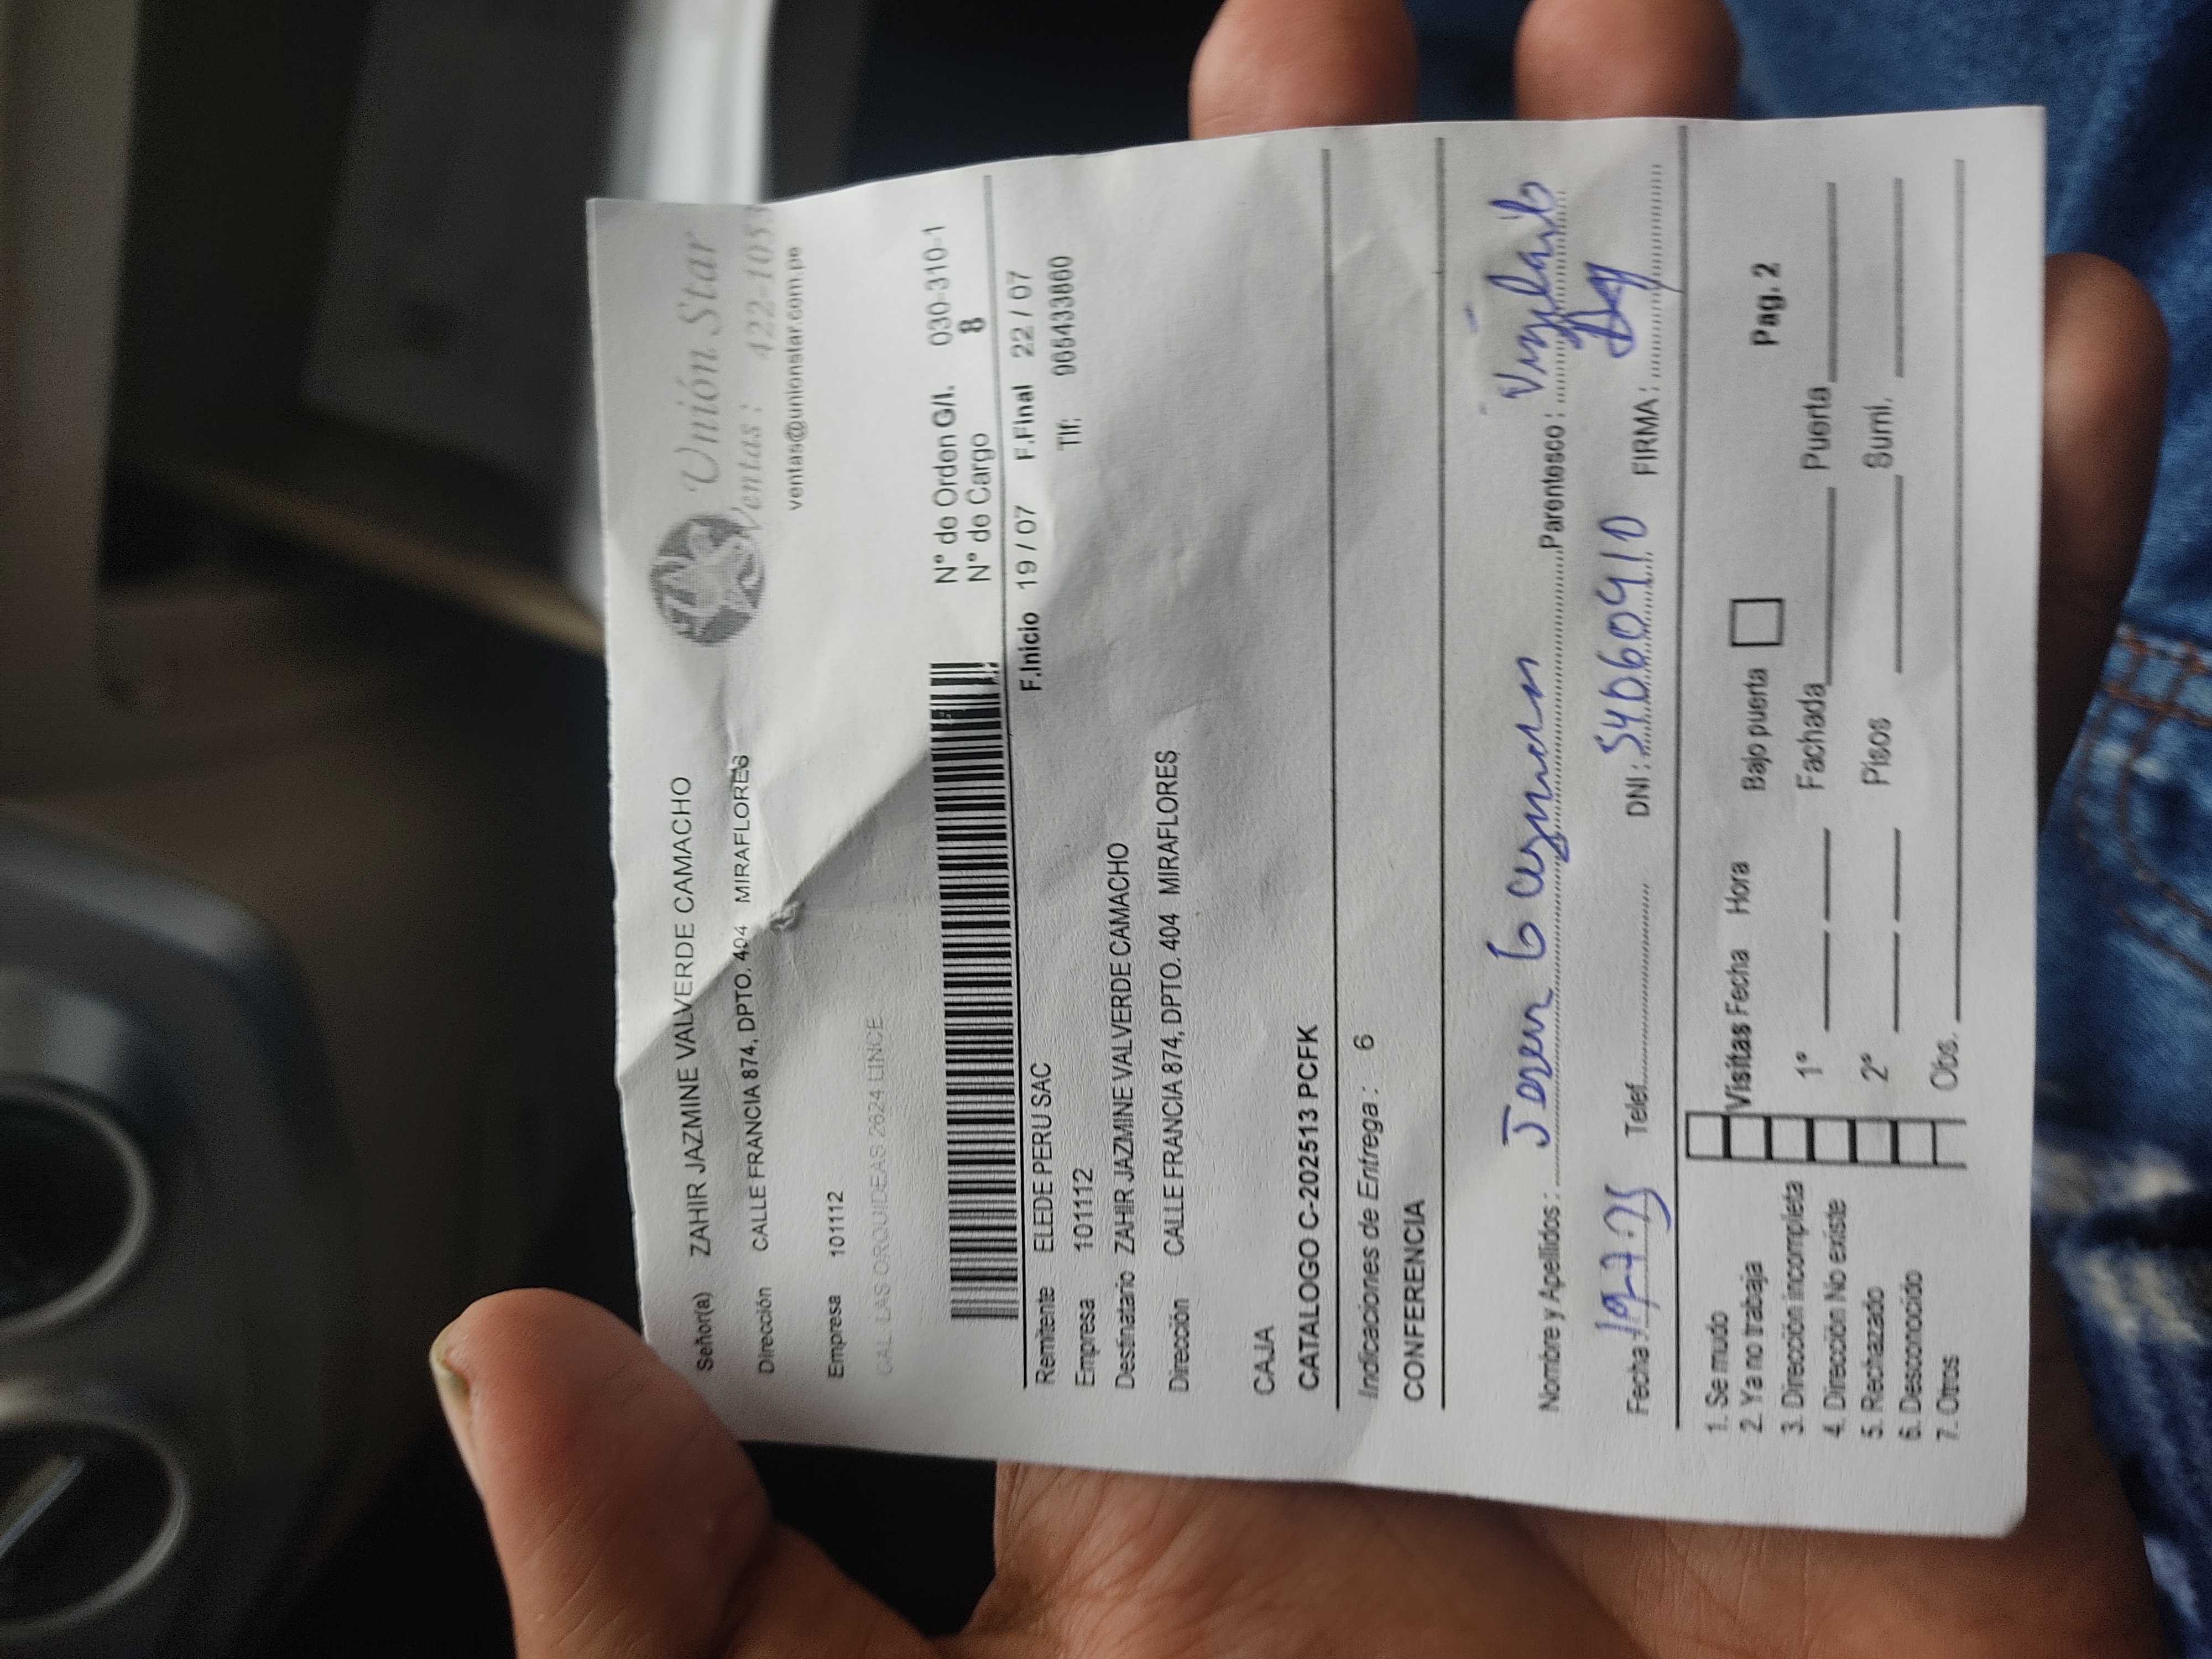 Señor(a) ZAHIR JAZMINE VALVERDE CAMACHO
Unión Star
Dirección CALLE FRANCIA 874, DPTO. 404 MIRAFLORES
Ventas : 422-105
ventas@unionstar.com.pe
Empresa 101112
CAL. LAS ORQUIDEAS 2624 LINCE
N° de Orden G/I. 030-310-1
N° de Cargo 8
F.Inicio 19 / 07 F.Final 22 / 07
Remitente ELEDE PERU SAC
Tlf: 965433860
Empresa 101112
Destinatario ZAHIR JAZMINE VALVERDE CAMACHO
Dirección CALLE FRANCIA 874, DPTO. 404 MIRAFLORES
CAJA
CATALOGO C-202513 PCFK
Indicaciones de Entrega : 6
CONFERENCIA
Nombre y Apellidos : Parentesco : Vigilante
Fecha 19-7-25 Telef. DNI : FIRMA :
1. Se mudo
2. Ya no trabaja
3. Dirección incompleta
4. Dirección No existe
5. Rechazado
6. Desconocido
7. Otros
Visitas Fecha Hora Bajo puerta Pag. 2
1° Fachada Puerta
2° Pisos Sumi.
Obs.